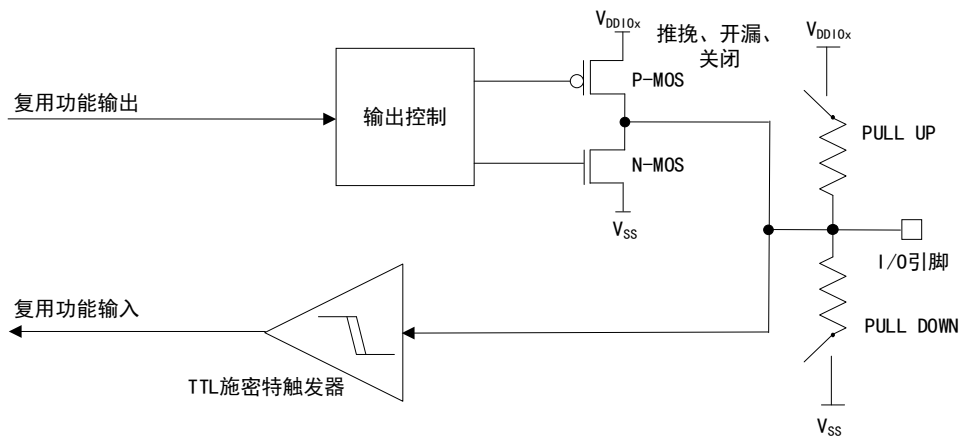 V_DDIOx
推挽、开漏、
关闭
V_DDIOx
P-MOS
复用功能输出
输出控制
PULL UP
N-MOS
V_SS
I/O引脚
复用功能输入
PULL DOWN
TTL施密特触发器
V_SS